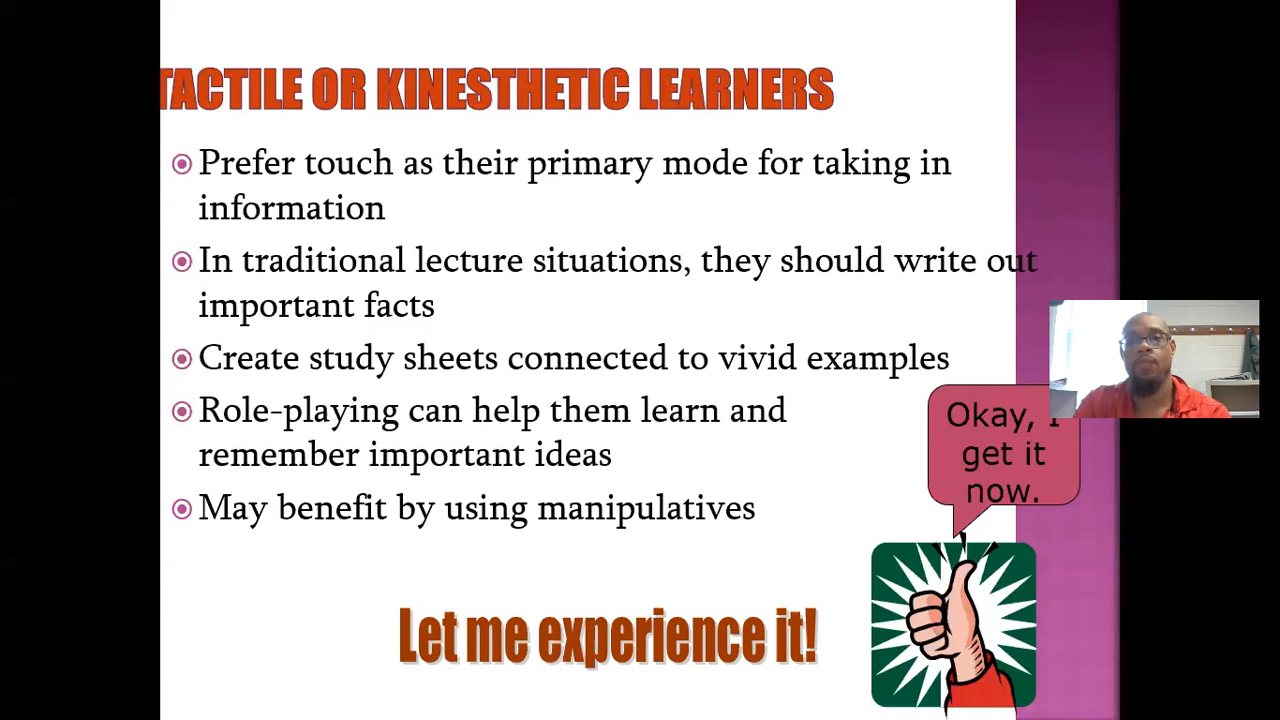 TACTILE OR KINESTHETIC LEARNERS
Prefer touch as their primary mode for taking in
information
In traditional lecture situations, they should write out
important facts
Create study sheets connected to vivid examples
Role-playing can help them learn and
remember important ideas
May benefit by using manipulatives
Okay, I
get it
now.
Let me experience it!